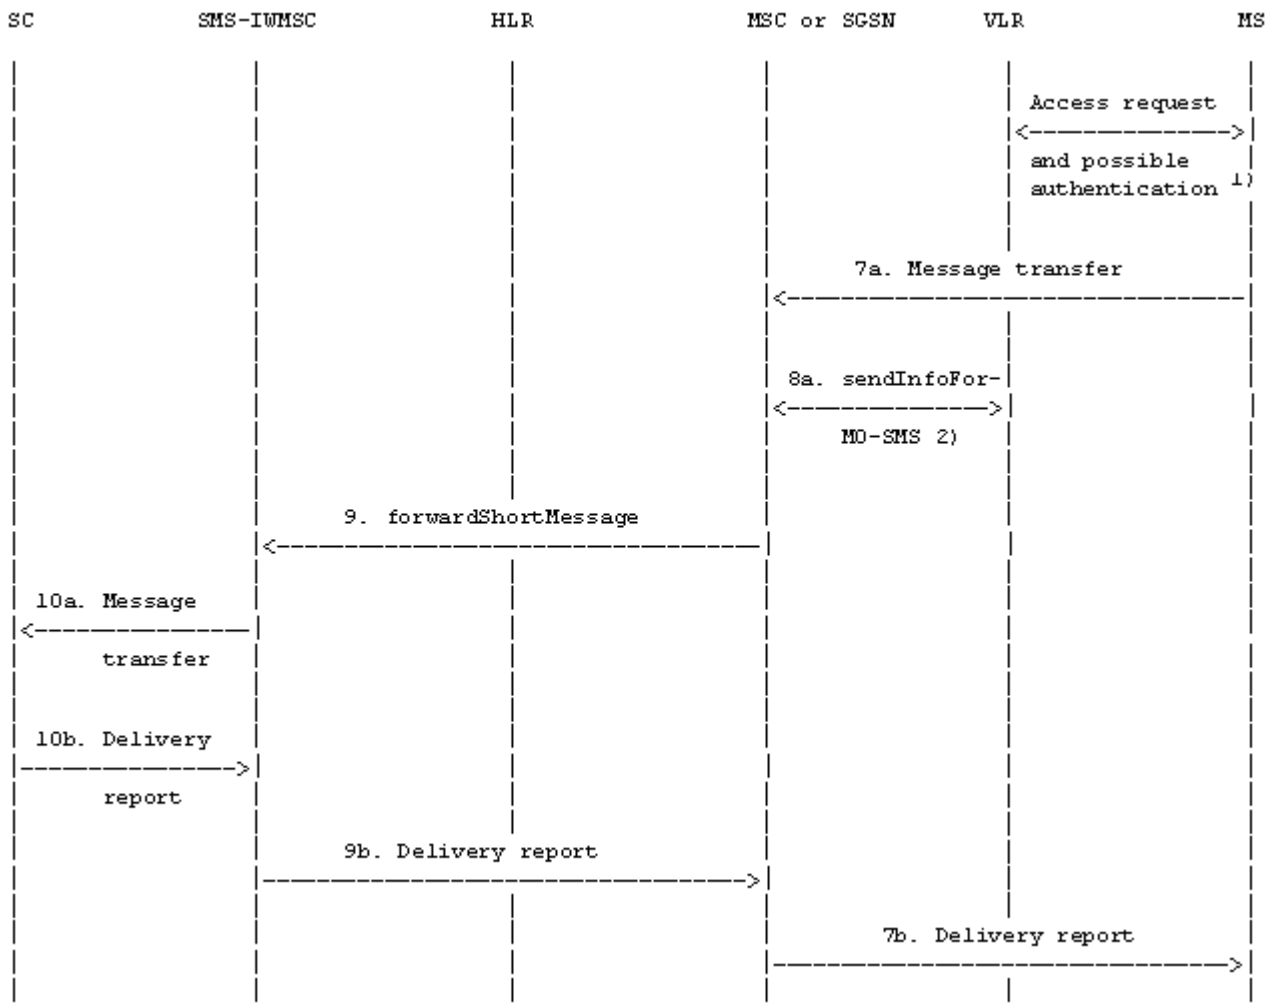 SC SMS-IWMSC HLR MSC or SGSN VLR MS
Access request
and possible
authentication 1)
7a. Message transfer
8a. sendInfoFor-
MO-SMS 2)
9. forwardShortMessage
10a. Message
transfer
10b. Delivery
report
9b. Delivery report
7b. Delivery report